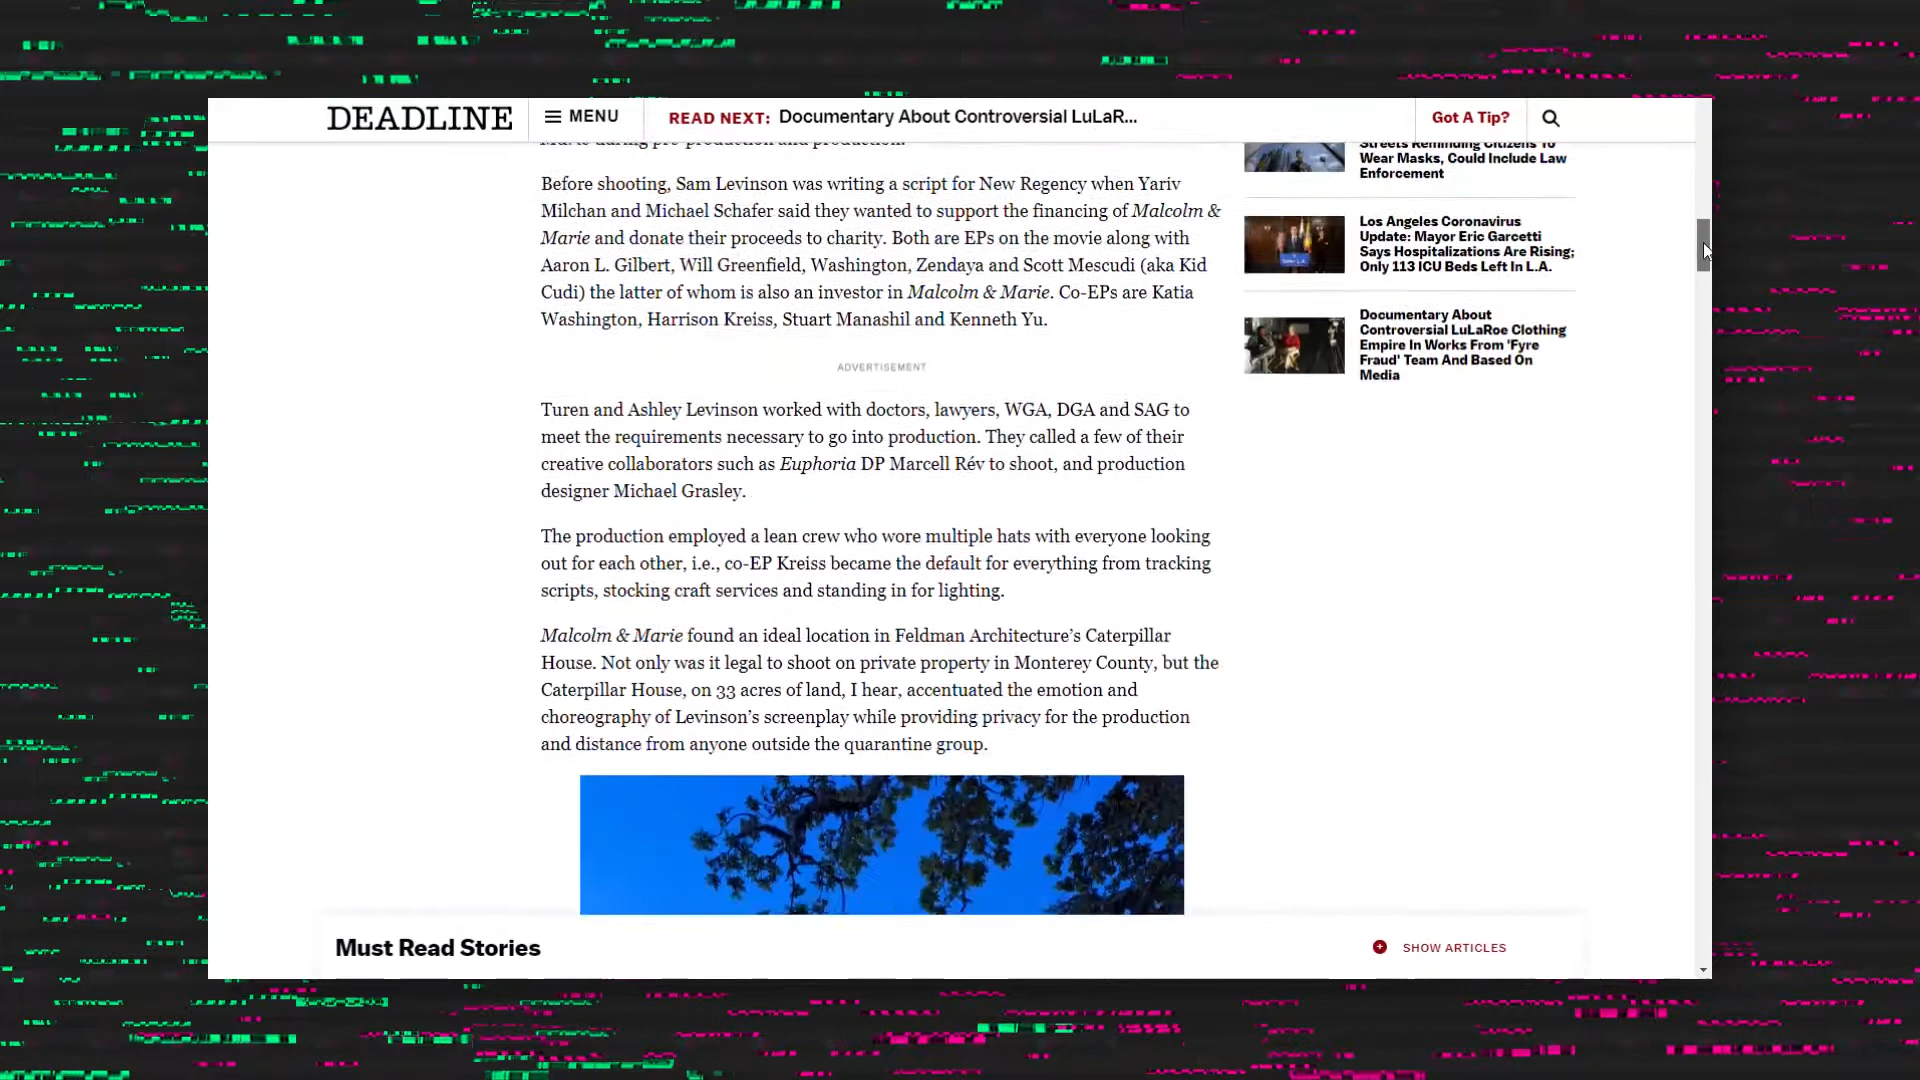 DEADLINE
MENU
READ NEXT: Documentary About Controversial LuLaR...
Got A Tip?
Before shooting, Sam Levinson was writing a script for New Regency when Yariv
Milchan and Michael Schafer said they wanted to support the financing of Malcolm &
Marie and donate their proceeds to charity. Both are EPs on the movie along with
Aaron L. Gilbert, Will Greenfield, Washington, Zendaya and Scott Mescudi (aka Kid
Cudi) the latter of whom is also an investor in Malcolm & Marie. Co-EPs are Katia
Washington, Harrison Kreiss, Stuart Manashil and Kenneth Yu.
ADVERTISEMENT
Turen and Ashley Levinson worked with doctors, lawyers, WGA, DGA and SAG to
meet the requirements necessary to go into production. They called a few of their
creative collaborators such as Euphoria DP Marcell Rév to shoot, and production
designer Michael Grasley.
The production employed a lean crew who wore multiple hats with everyone looking
out for each other, i.e., co-EP Kreiss became the default for everything from tracking
scripts, stocking craft services and standing in for lighting.
Malcolm & Marie found an ideal location in Feldman Architecture's Caterpillar
House. Not only was it legal to shoot on private property in Monterey County, but the
Caterpillar House, on 33 acres of land, I hear, accentuated the emotion and
choreography of Levinson's screenplay while providing privacy for the production
and distance from anyone outside the quarantine group.
Streets Reminding Citizens To
Wear Masks, Could Include Law
Enforcement
Los Angeles Coronavirus
Update: Mayor Eric Garcetti
Says Hospitalizations Are Rising;
Only 113 ICU Beds Left In L.A.
Documentary About
Controversial LuLaRoe Clothing
Empire In Works From 'Fyre
Fraud' Team And Based On
Media
Must Read Stories
SHOW ARTICLES